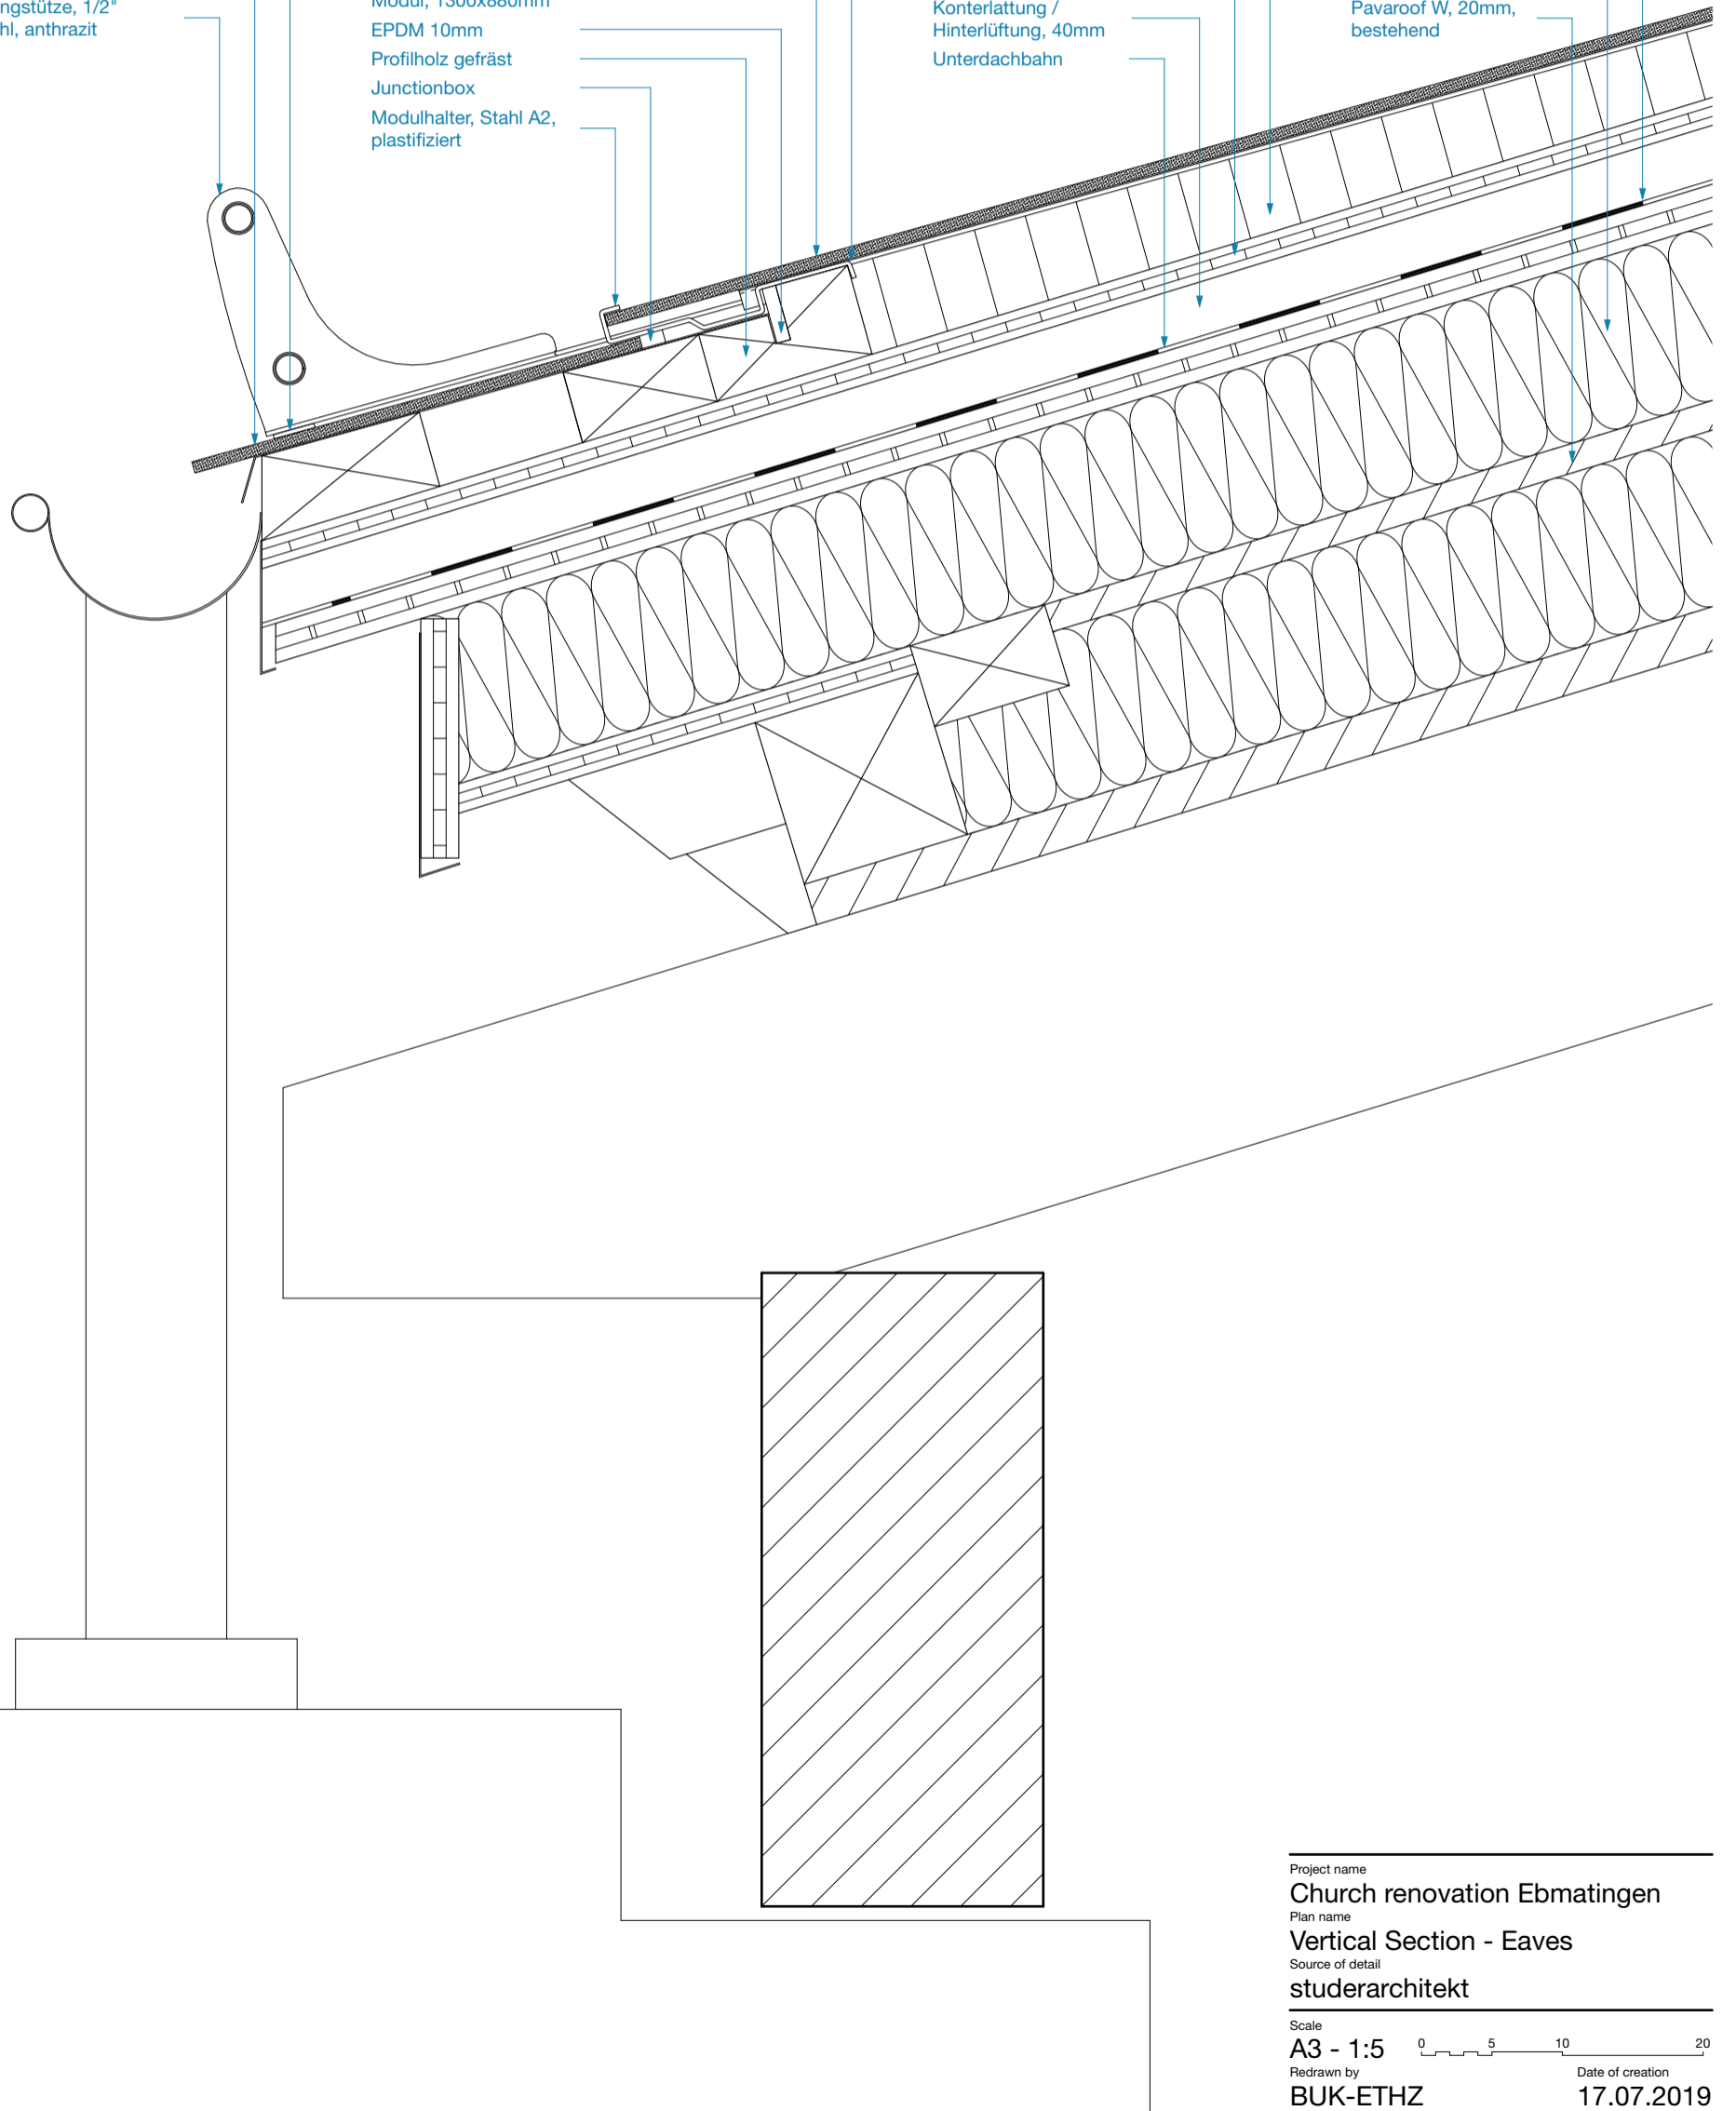 ngstütze, 1/2"
hl, anthrazit
Modul, 1300x880mm
EPDM 10mm
Profilholz gefräst
Junctionbox
Modulhalter, Stahl A2,
plastifiziert
Konterlattung /
Hinterlüftung, 40mm
Unterdachbahn
Pavaroof W, 20mm,
bestehend
Project name
Church renovation Ebmatingen
Plan name
Vertical Section - Eaves
Source of detail
studerarchitekt
Scale
A3 - 1:5
0 5 10 20
Redrawn by
BUK-ETHZ
Date of creation
17.07.2019